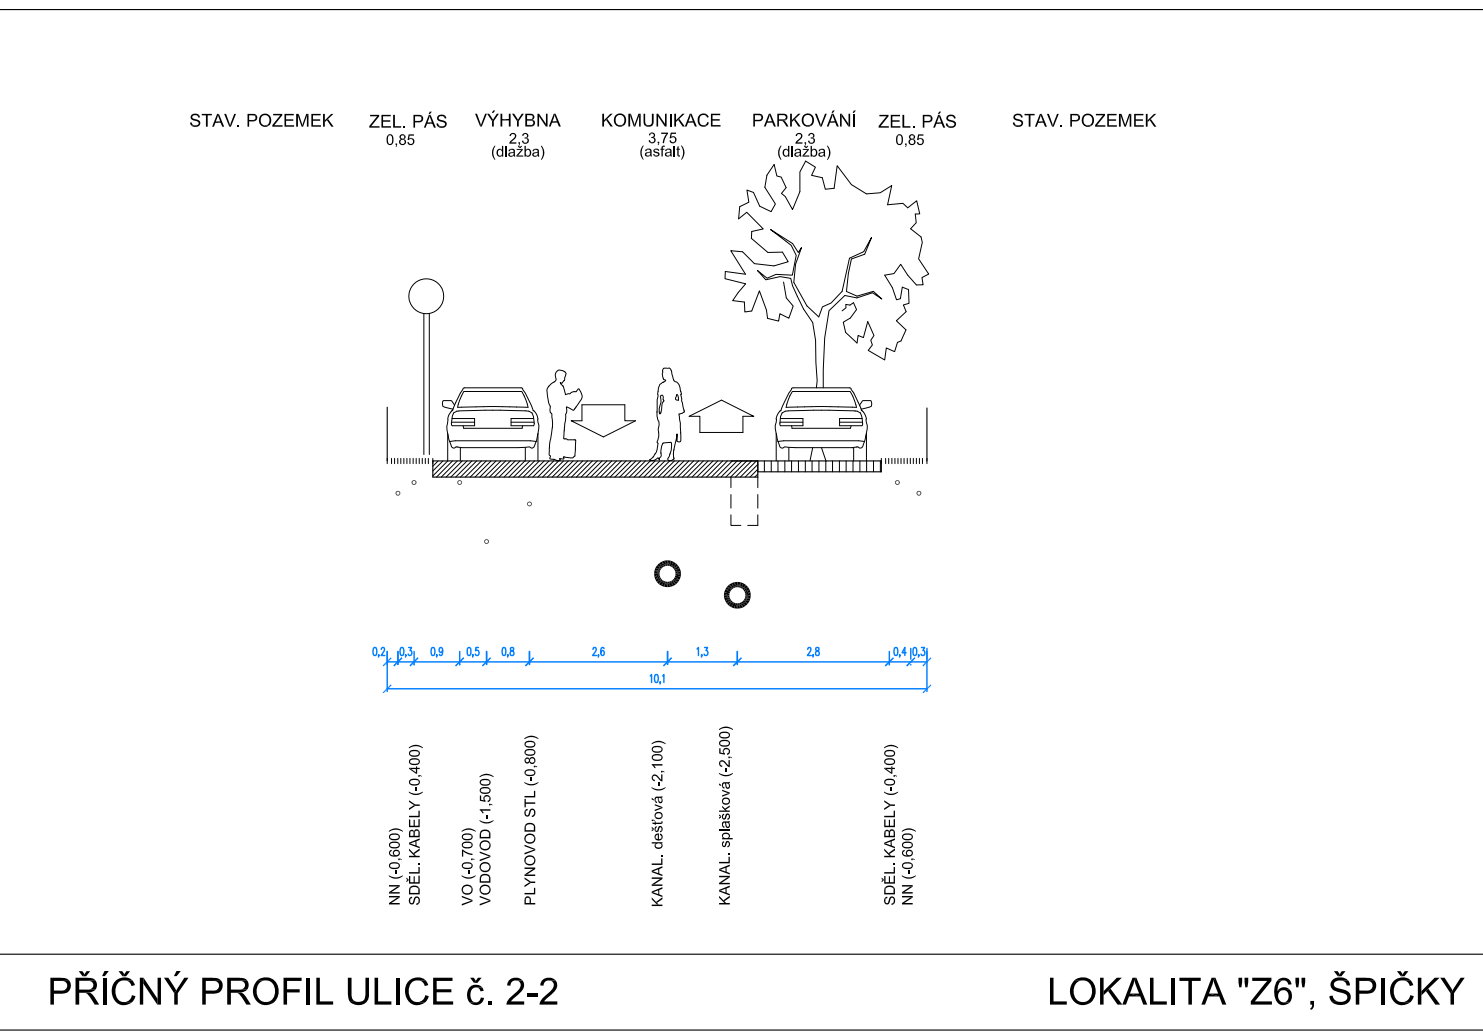 STAV. POZEMEK ZEL. PÁS VÝHYBNA KOMUNIKACE PARKOVÁNÍ ZEL. PÁS STAV. POZEMEK
0,85 2,3 3,75 2,3 0,85
(dlažba) (asfalt) (dlažba)
0,2 0,3 0,9 0,5 0,8 2,6 1,3 2,8 0,4 0,3
10,1
NN (-0,600)
SDĚL. KABELY (-0,400)
VO (-0,700)
VODOVOD (-1,500)
PLYNOVOD STL (-0,800)
KANAL. dešťová (-2,100)
KANAL. splašková (-2,500)
SDĚL. KABELY (-0,400)
NN (-0,600)
PŘÍČNÝ PROFIL ULICE č. 2-2 LOKALITA "Z6", ŠPIČKY